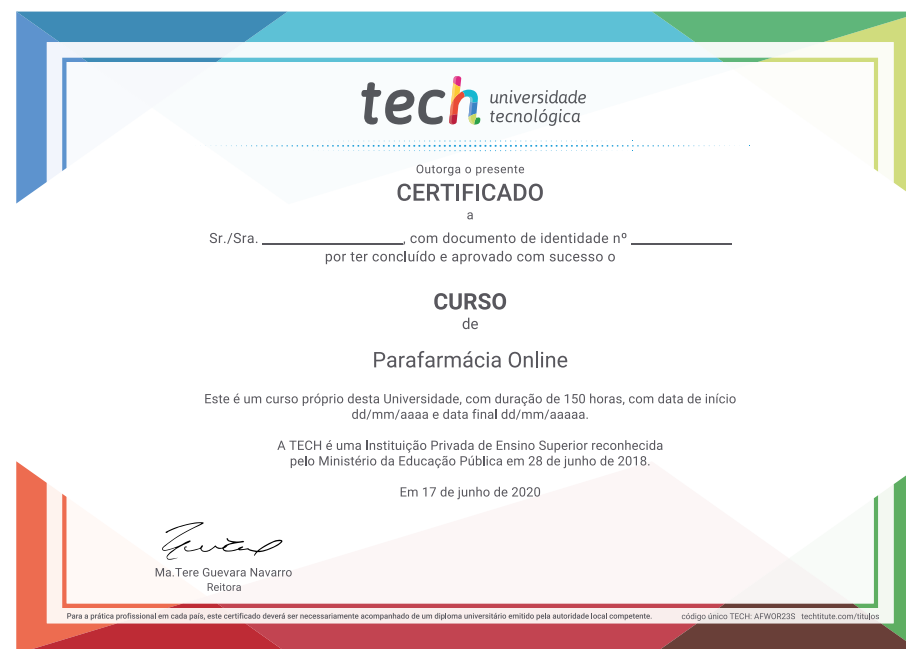 tech universidade
tecnológica
Outorga o presente
CERTIFICADO
a
Sr./Sra. ____________________, com documento de identidade nº ______________
por ter concluído e aprovado com sucesso o
CURSO
de
Parafarmácia Online
Este é um curso próprio desta Universidade, com duração de 150 horas, com data de início
dd/mm/aaaa e data final dd/mm/aaaaa.
A TECH é uma Instituição Privada de Ensino Superior reconhecida
pelo Ministério da Educação Pública em 28 de junho de 2018.
Em 17 de junho de 2020
Ma.Tere Guevara Navarro
Reitora
Para a prática profissional em cada país, este certificado deverá ser necessariamente acompanhado de um diploma universitário emitido pela autoridade local competente. código único TECH: AFWOR23S techtitute.com/titulos